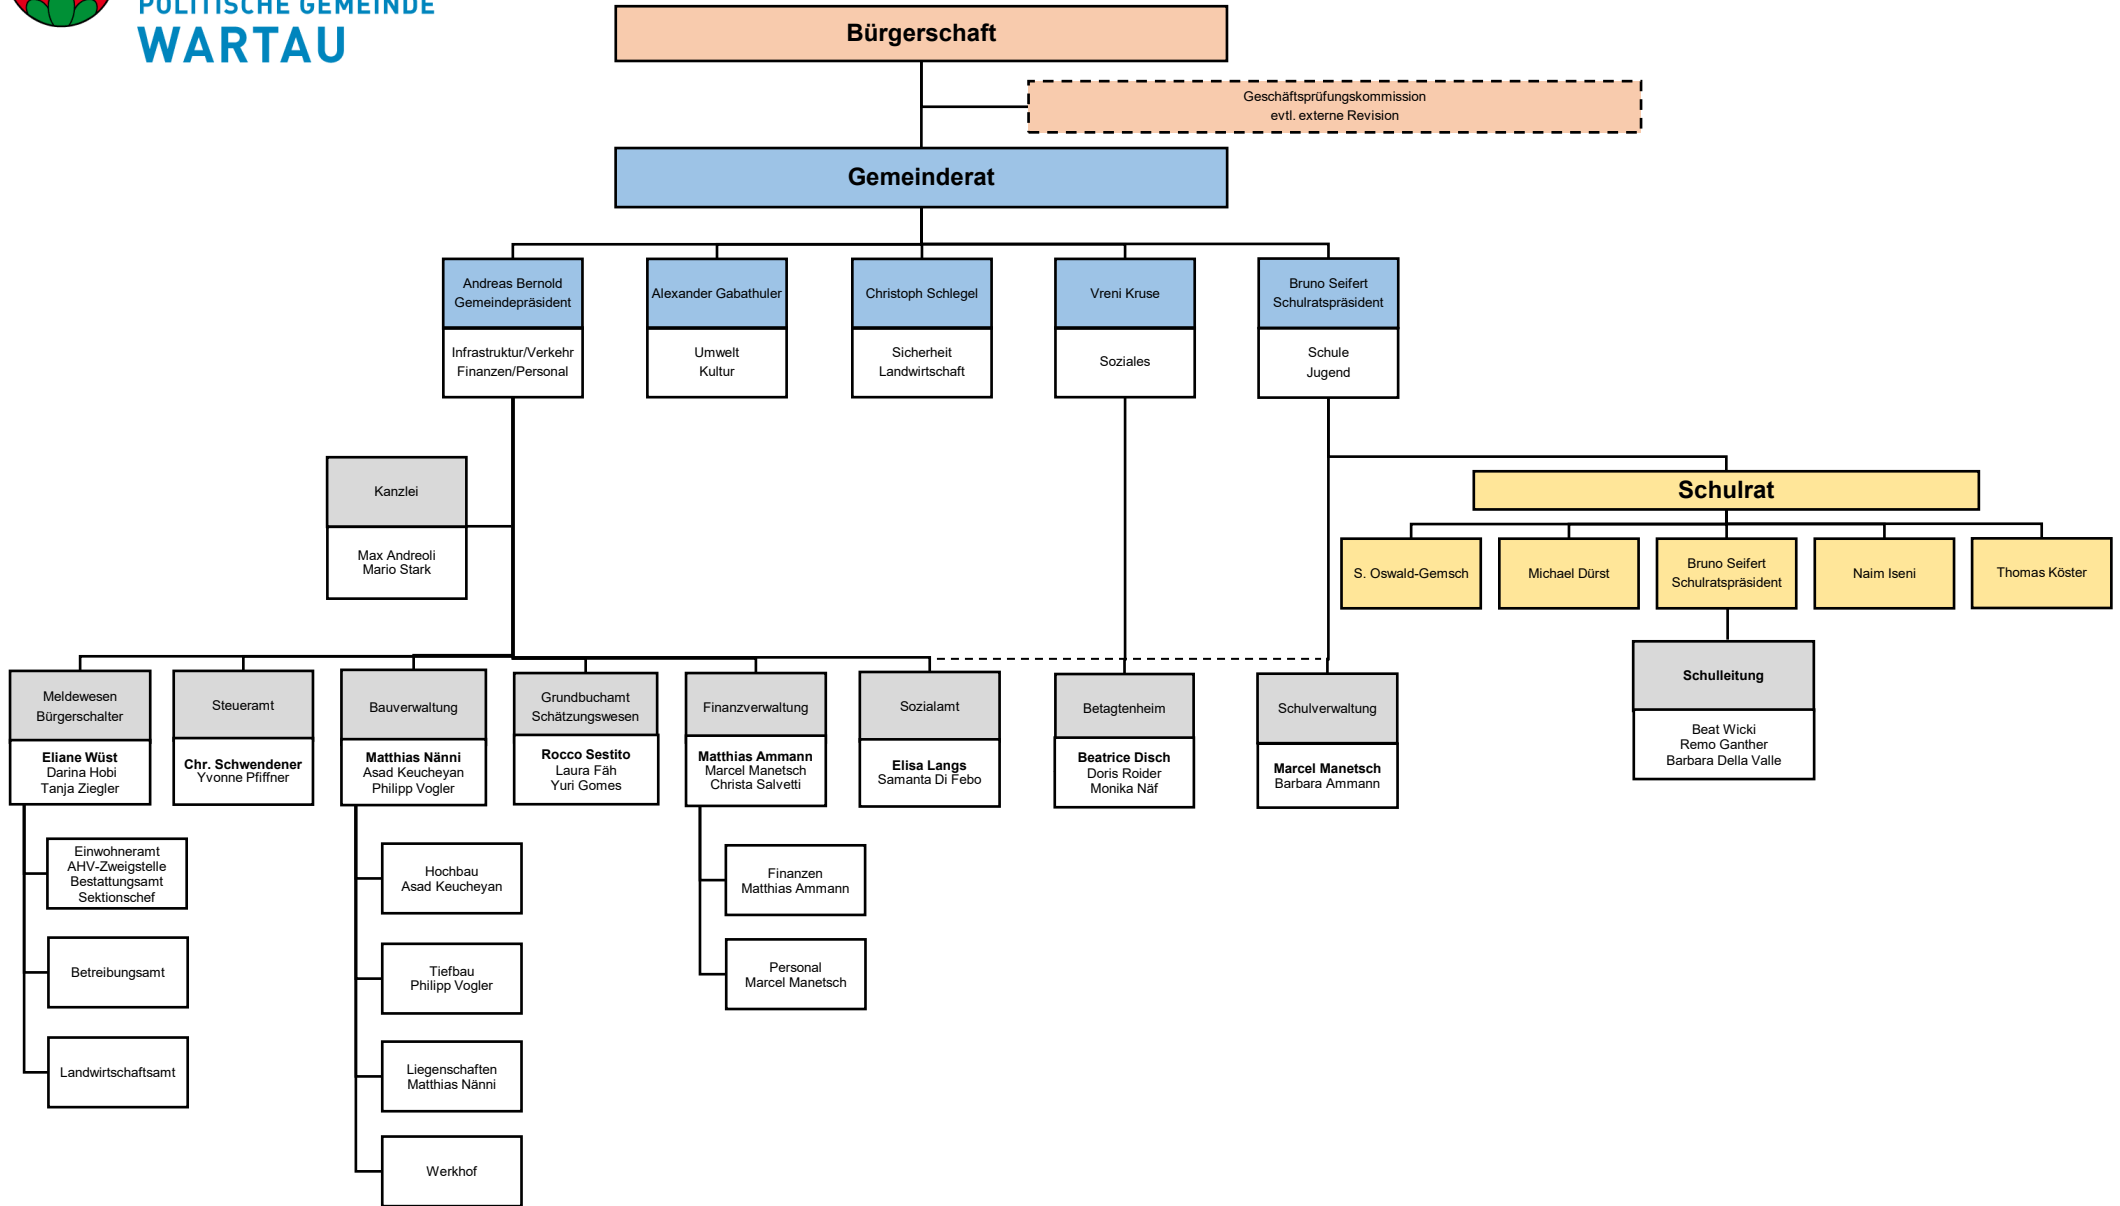 POLITISCHE GEMEINDE
WARTAU
Bürgerschaft
Geschäftsprüfungskommission
evtl. externe Revision
Gemeinderat
Andreas Bernold
Gemeindepräsident
Infrastruktur/Verkehr
Finanzen/Personal
Alexander Gabathuler
Umwelt
Kultur
Christoph Schlegel
Sicherheit
Landwirtschaft
Vreni Kruse
Soziales
Bruno Seifert
Schulratspräsident
Schule
Jugend
Kanzlei
Max Andreoli
Mario Stark
Schulrat
S. Oswald-Gemsch
Michael Dürst
Bruno Seifert
Schulratspräsident
Naim Iseni
Thomas Köster
Schulleitung
Beat Wicki
Remo Ganther
Barbara Della Valle
Meldewesen
Bürgerschalter
Eliane Wüst
Darina Hobi
Tanja Ziegler
Steueramt
Chr. Schwendener
Yvonne Pfiffner
Bauverwaltung
Matthias Nänni
Asad Keucheyan
Philipp Vogler
Grundbuchamt
Schätzungswesen
Rocco Sestito
Laura Fäh
Yuri Gomes
Finanzverwaltung
Matthias Ammann
Marcel Manetsch
Christa Salvetti
Sozialamt
Elisa Langs
Samanta Di Febo
Betagtenheim
Beatrice Disch
Doris Roider
Monika Näf
Schulverwaltung
Marcel Manetsch
Barbara Ammann
Einwohneramt
AHV-Zweigstelle
Bestattungsamt
Sektionschef
Betreibungsamt
Landwirtschaftsamt
Hochbau
Asad Keucheyan
Tiefbau
Philipp Vogler
Liegenschaften
Matthias Nänni
Werkhof
Finanzen
Matthias Ammann
Personal
Marcel Manetsch